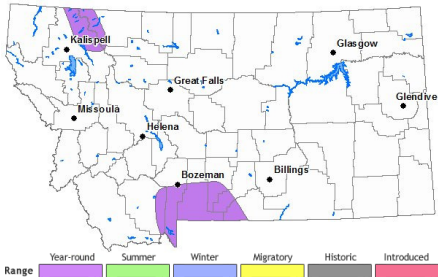 Kalispell
Glasgow
Great Falls
Glendive
Missoula
Helena
Bozeman
Billings
Range Year-round Summer Winter Migratory Historic Introduced